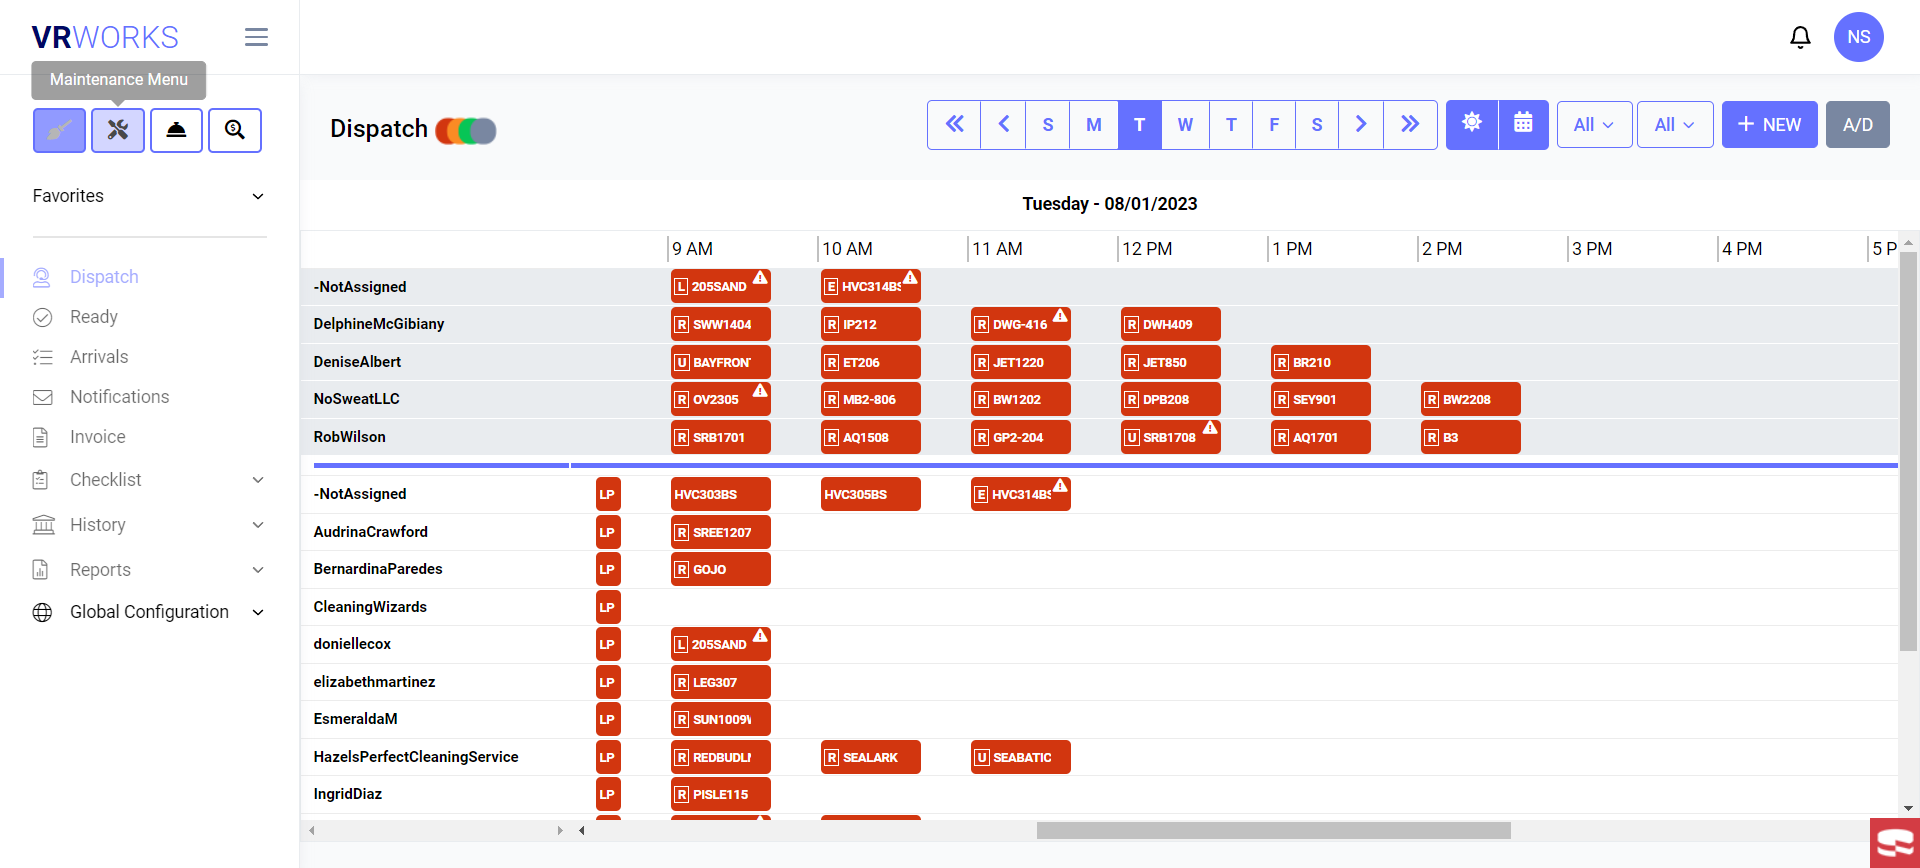 VRWORKS
NS
Maintenance Menu
Dispatch
S M T W T F S
All
All
+ NEW
A/D
Favorites
Dispatch
Ready
Arrivals
Notifications
Invoice
Checklist
History
Reports
Global Configuration
Tuesday - 08/01/2023
9 AM 10 AM 11 AM 12 PM 1 PM 2 PM 3 PM 4 PM 5 P
-NotAssigned L 205SAND E HVC314BS
DelphineMcGibiany R SWW1404 R IP212 R DWG-416 R DWH409
DeniseAlbert U BAYFRONT R ET206 R JET1220 R JET850 R BR210
NoSweatLLC R OV2305 R MB2-806 R BW1202 R DPB208 R SEY901 R BW2208
RobWilson R SRB1701 R AQ1508 R GP2-204 U SRB1708 R AQ1701 R B3
-NotAssigned LP HVC303BS HVC305BS E HVC314BS
AudrinaCrawford LP R SREE1207
BernardinaParedes LP R GOJO
CleaningWizards LP
doniellecox LP L 205SAND
elizabethmartinez LP R LEG307
EsmeraldaM LP R SUN1009W
HazelsPerfectCleaningService LP R REDBUDL R SEALARK U SEABATIC
IngridDiaz LP R PISLE115